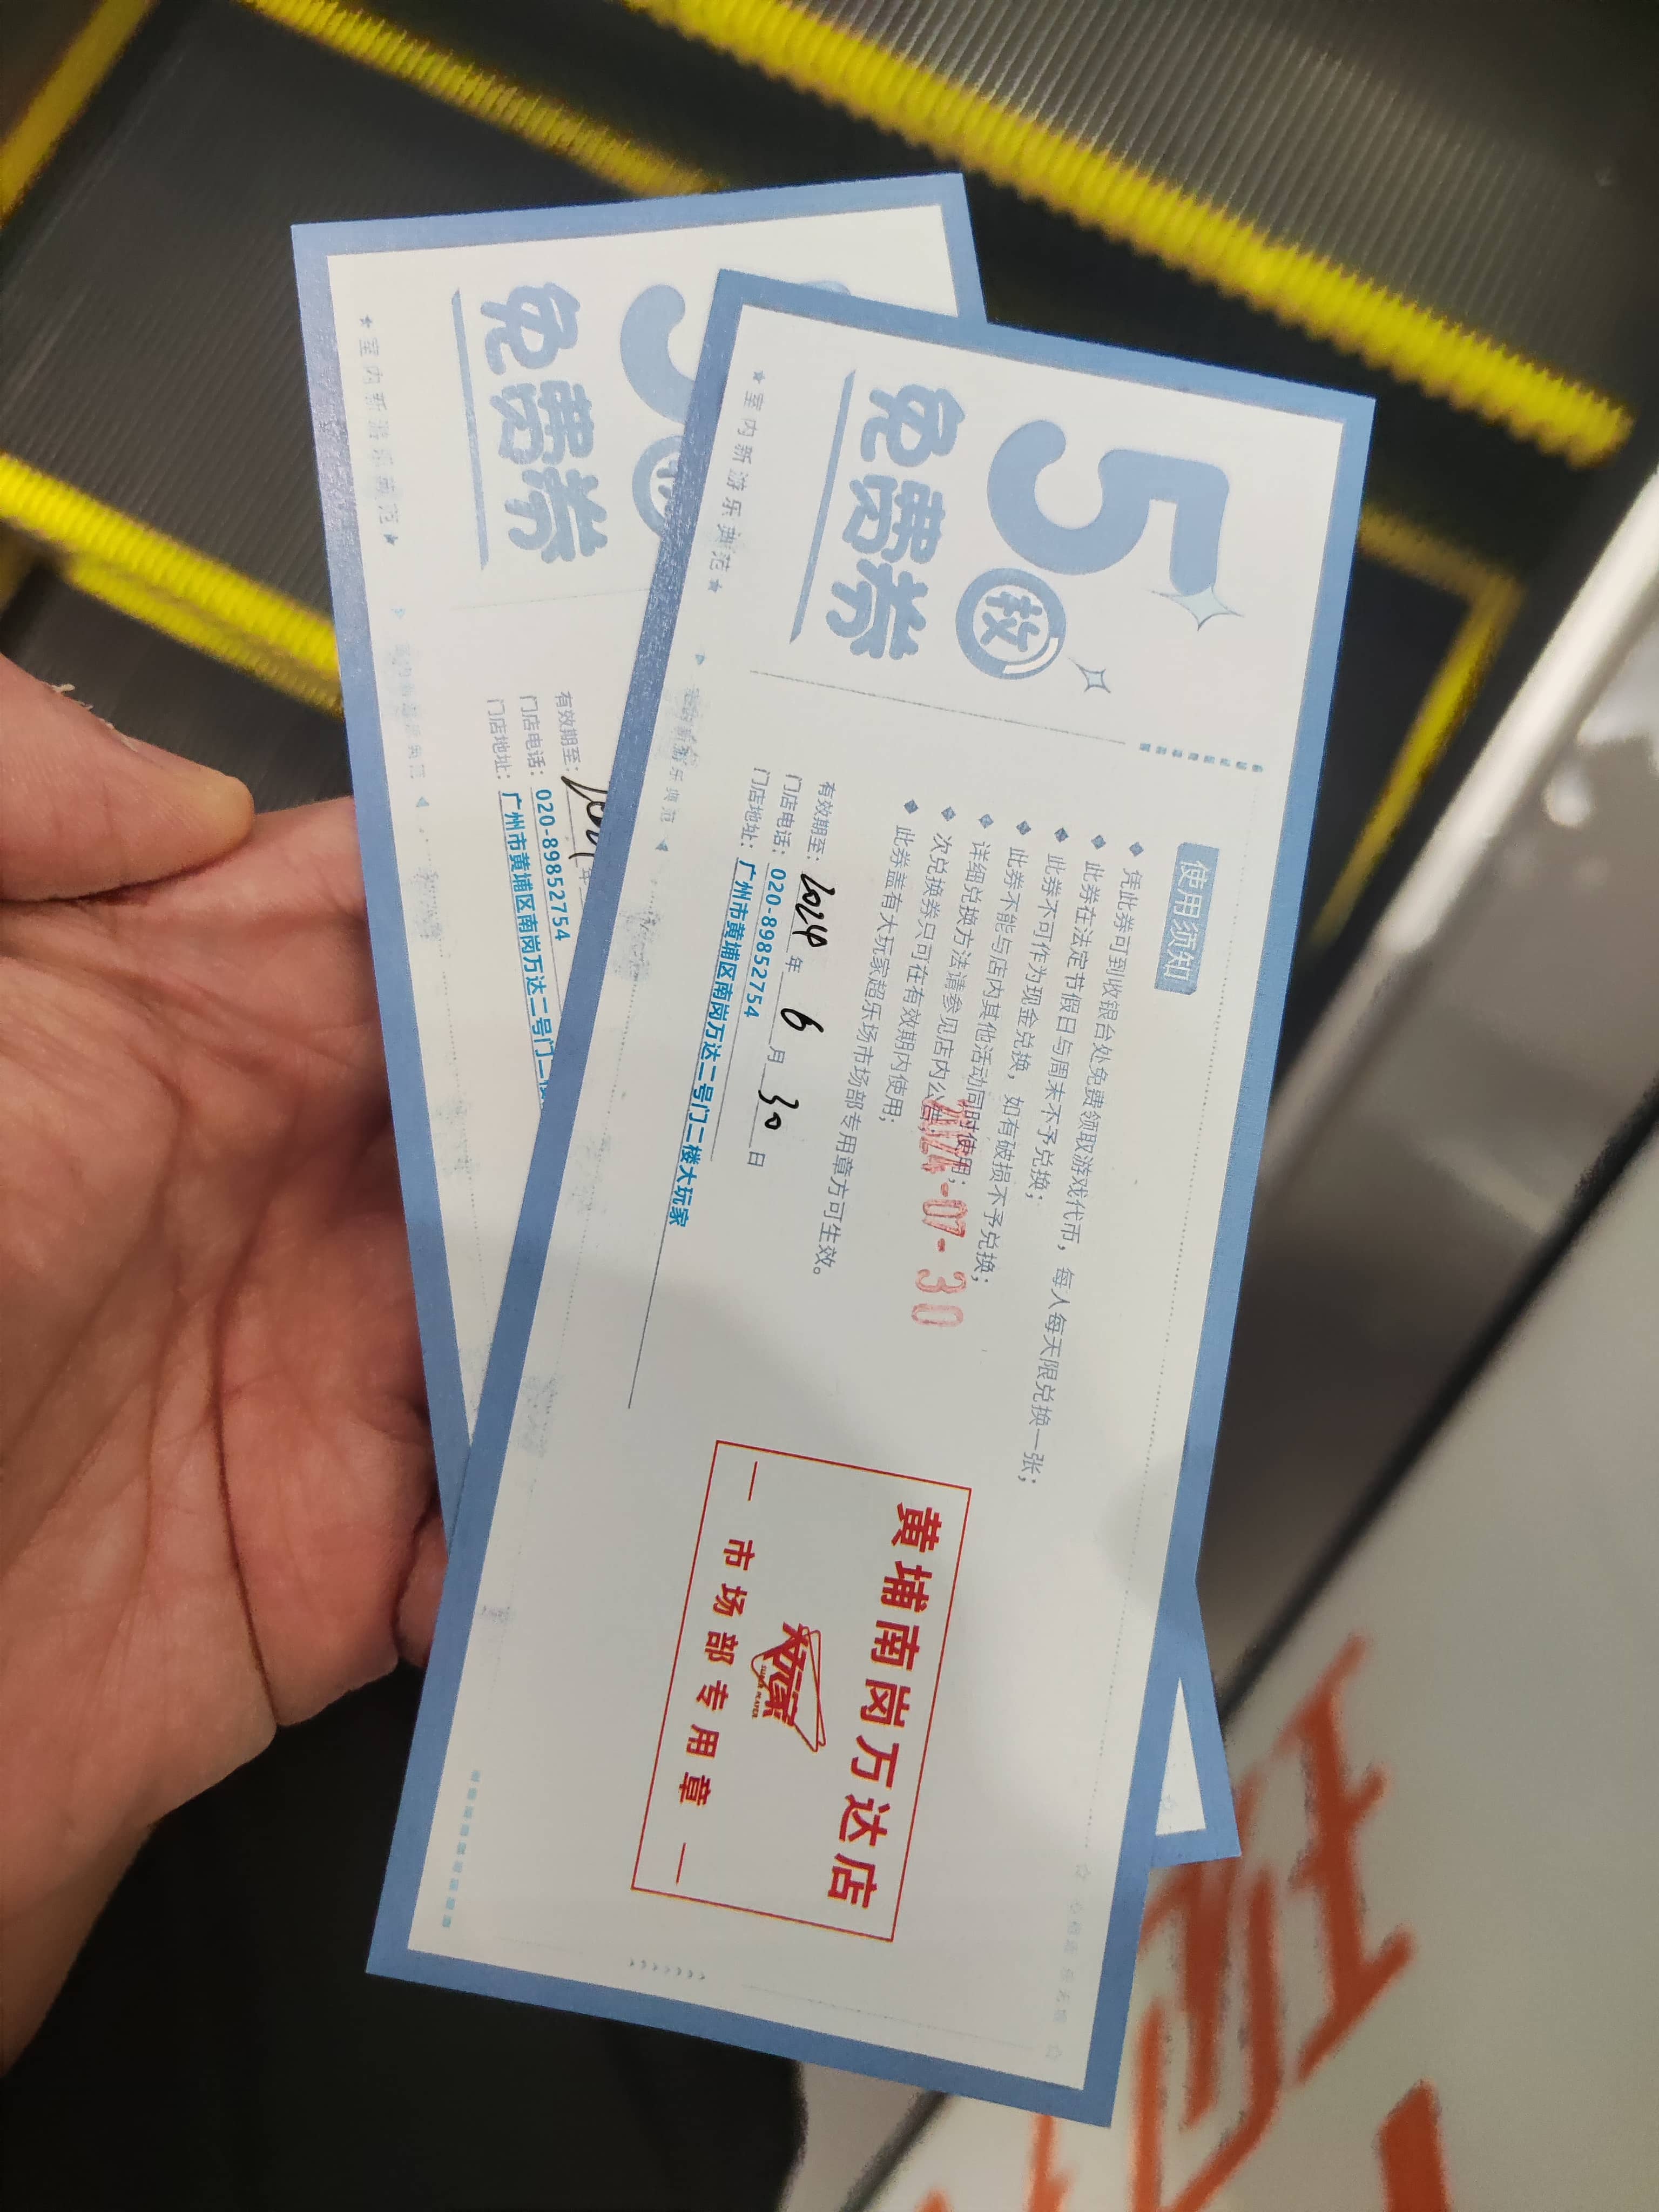 5枚
免费券
★室内新游乐典范★
使用须知
凭此券可到收银台处免费领取游戏代币，每人每天限兑换一张；
此券在法定节假日与周末不予兑换；
此券不可作为现金兑换，如有破损不予兑换；
此券不能与店内其他活动同时使用；
详细兑换方法请参见店内公告；
次兑换券只可在有效期内使用；
此券盖有大玩家超乐场市场部专用章方可生效。
2024-07-30
有效期至：2024年6月30日
门店电话：020-89852754
门店地址：广州市黄埔区南岗万达二号门二楼大玩家
室内新游乐典范
黄埔南岗万达店
大玩家
SUPER PLAYER
市场部专用章
免费券
★室内新游乐典范★
有效期至：2024年
门店电话：020-89852754
门店地址：广州市黄埔区南岗万达二号门二楼
室内新游乐典范